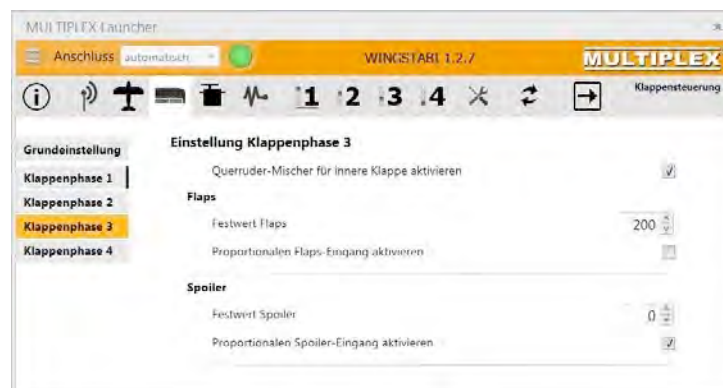 MULTIPLEX Launcher
Anschluss automatisch WINGSTABI 1.2.7 MULTIPLEX
1 2 3 4 Klappensteuerung
Grundeinstellung
Klappenphase 1
Klappenphase 2
Klappenphase 3
Klappenphase 4
Einstellung Klappenphase 3
Querruder-Mischer für Innere Klappe aktivieren
Flaps
Festwert Flaps 200
Proportionalen Flaps-Eingang aktivieren
Spoiler
Festwert Spoiler 0
Proportionalen Spoiler-Eingang aktivieren